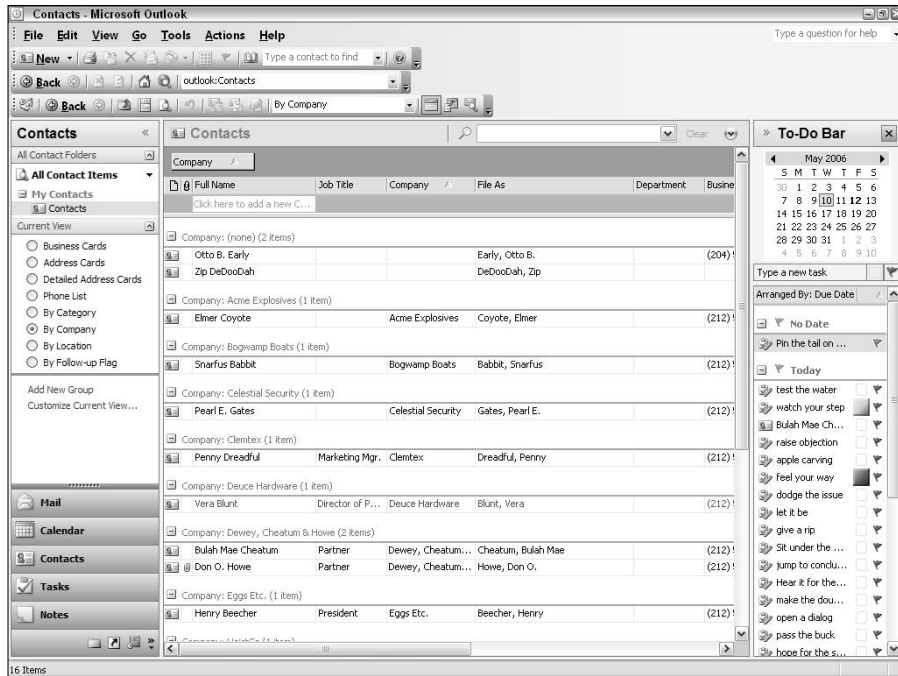 Contacts - Microsoft Outlook
File Edit View Go Tools Actions Help
Type a question for help
New Type a contact to find
Back outlook:Contacts
Back By Company
Contacts «
All Contact Folders
All Contact Items
My Contacts
Contacts
Current View
Business Cards
Address Cards
Detailed Address Cards
Phone List
By Category
By Company
By Location
By Follow-up Flag
Add New Group
Customize Current View...
Mail
Calendar
Contacts
Tasks
Notes
Contacts Clear
Company
Full Name Job Title Company File As Department Busine
Click here to add a new C...
Company: (none) (2 items)
Otto B. Early Early, Otto B. (204)
Zip DeDooDah DeDooDah, Zip
Company: Acme Explosives (1 item)
Elmer Coyote Acme Explosives Coyote, Elmer (212)
Company: Bogwamp Boats (1 item)
Snarfus Babbit Bogwamp Boats Babbit, Snarfus (212)
Company: Celestial Security (1 item)
Pearl E. Gates Celestial Security Gates, Pearl E. (212)
Company: Clemtex (1 item)
Penny Dreadful Marketing Mgr. Clemtex Dreadful, Penny (212)
Company: Deuce Hardware (1 item)
Vera Blunt Director of P... Deuce Hardware Blunt, Vera (212)
Company: Dewey, Cheatum & Howe (2 items)
Bulah Mae Cheatum Partner Dewey, Cheatum... Cheatum, Bulah Mae (212)
Don O. Howe Partner Dewey, Cheatum... Howe, Don O. (212)
Company: Eggs Etc. (1 item)
Henry Beecher President Eggs Etc. Beecher, Henry (212)
» To-Do Bar
May 2006
S M T W T F S
30 1 2 3 4 5 6
7 8 9 10 11 12 13
14 15 16 17 18 19 20
21 22 23 24 25 26 27
28 29 30 31 1 2 3
4 5 6 7 8 9 10
Type a new task
Arranged By: Due Date
No Date
Pin the tail on ...
Today
test the water
watch your step
Bulah Mae Ch...
raise objection
apple carving
feel your way
dodge the issue
let it be
give a rip
Sit under the ...
jump to conclu...
Hear it for the...
make the dou...
open a dialog
pass the buck
hope for the s...
16 Items